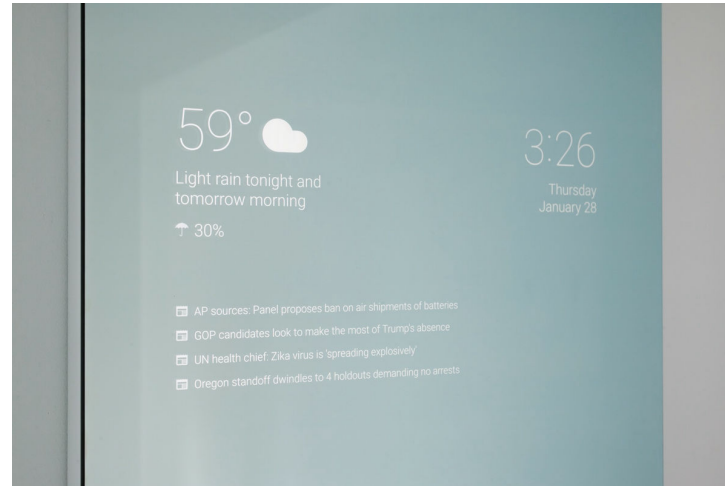 59°
Light rain tonight and
tomorrow morning
30%
3:26
Thursday
January 28
AP sources: Panel proposes ban on air shipments of batteries
GOP candidates look to make the most of Trump's absence
UN health chief: Zika virus is 'spreading explosively'
Oregon standoff dwindles to 4 holdouts demanding no arrests